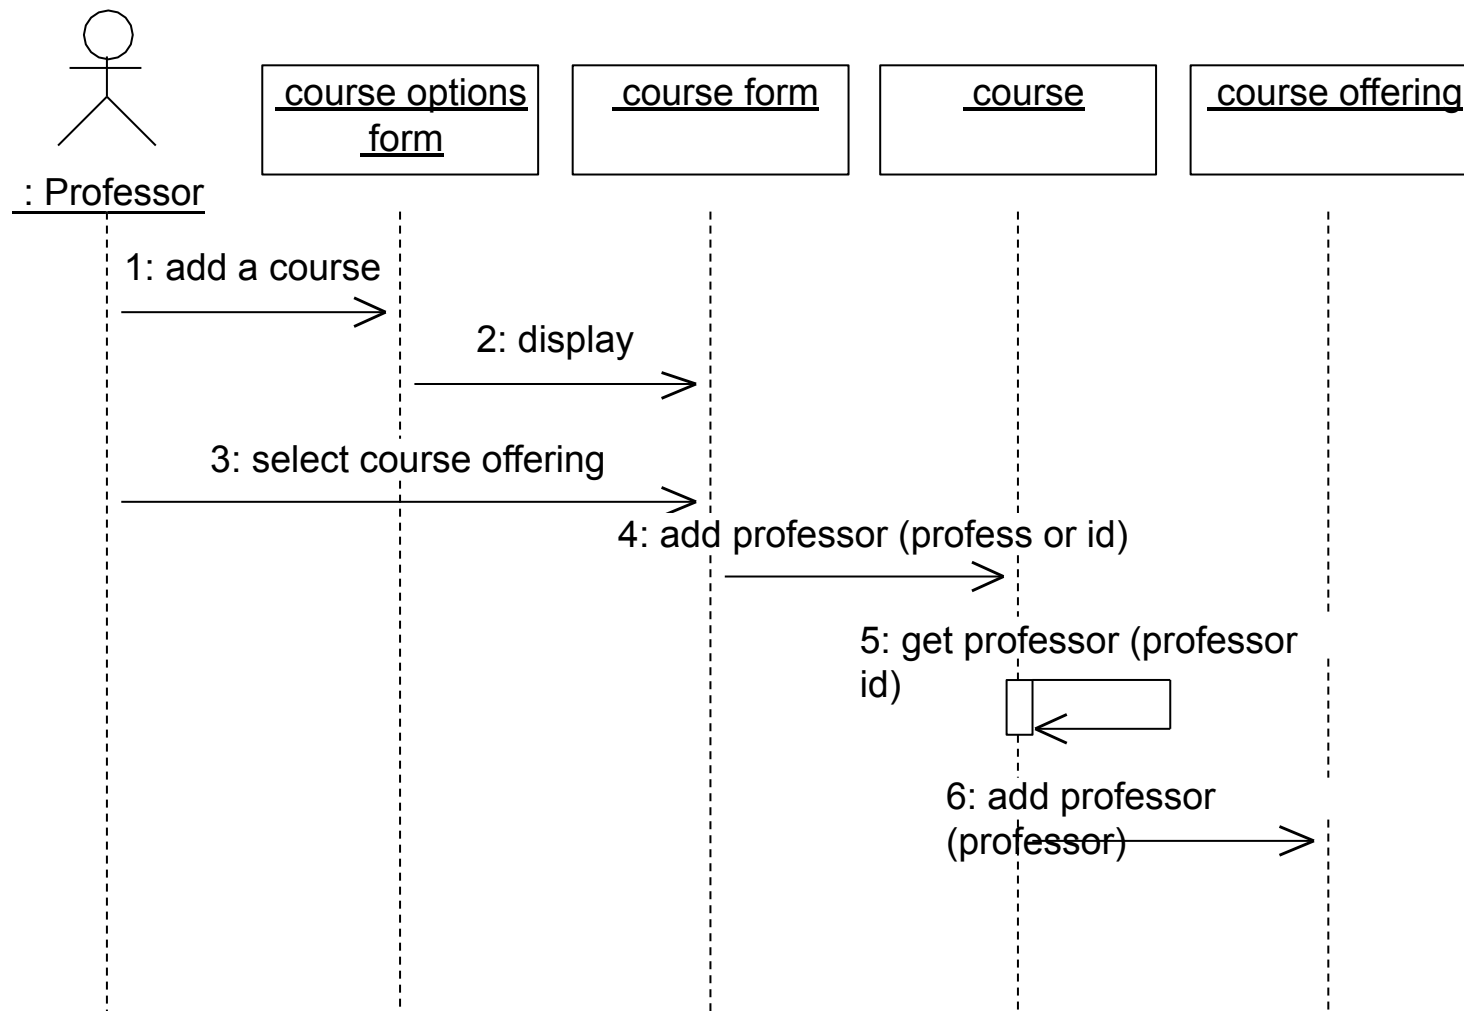 course options
form
course form
course
course offering
: Professor
1: add a course
2: display
3: select course offering
4: add professor (profess or id)
5: get professor (professor
id)
6: add professor
(professor)